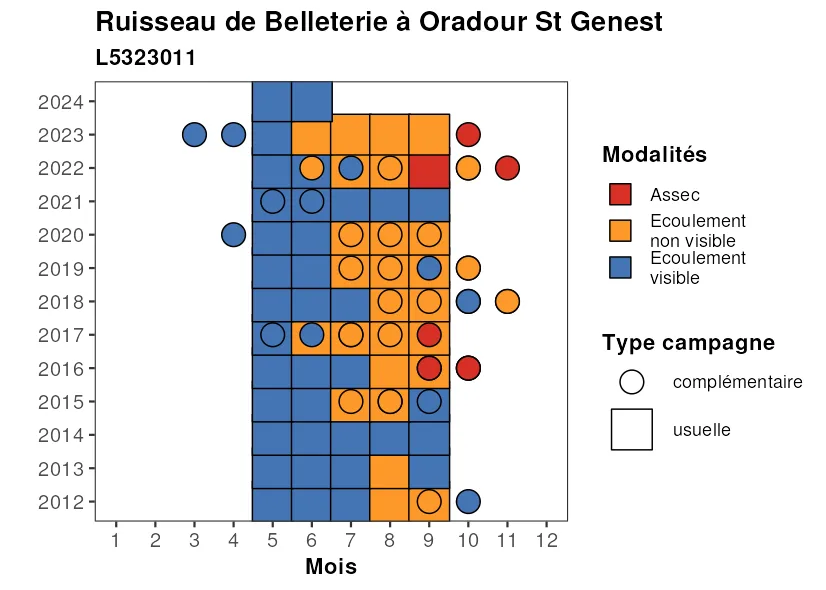 Ruisseau de Belleterie à Oradour St Genest
L5323011
2024
2023
2022
2021
2020
2019
2018
2017
2016
2015
2014
2013
2012
1 2 3 4 5 6 7 8 9 10 11 12
Mois
Modalités
Assec
Ecoulement
non visible
Ecoulement
visible
Type campagne
complémentaire
usuelle